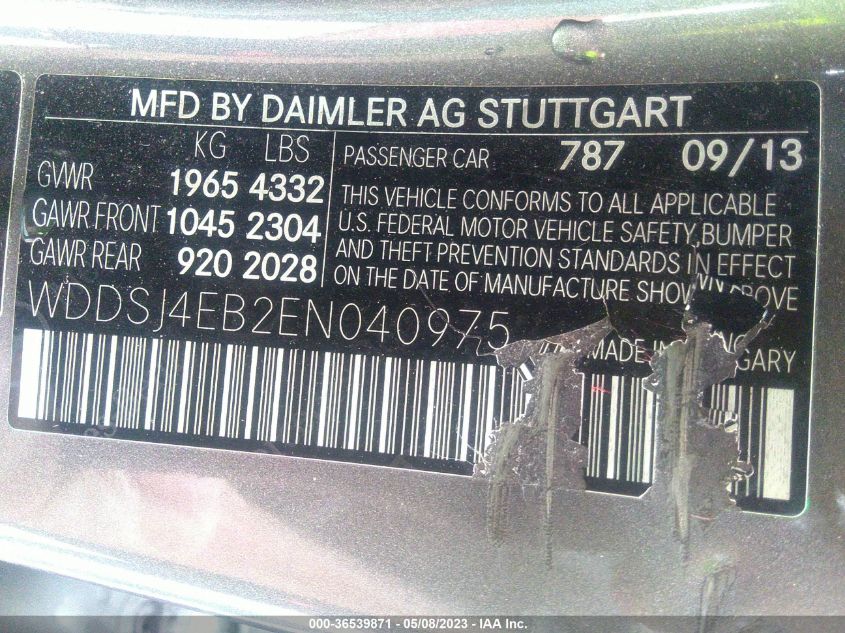 MFD BY DAIMLER AG STUTTGART
KG LBS
GVWR 1965 4332
GAWR FRONT 1045 2304
GAWR REAR 920 2028
PASSENGER CAR 787 09/13
THIS VEHICLE CONFORMS TO ALL APPLICABLE
U.S. FEDERAL MOTOR VEHICLE SAFETY, BUMPER
AND THEFT PREVENTION STANDARDS IN EFFECT
ON THE DATE OF MANUFACTURE
WDDSJ4EB2EN040975
MADE IN
000-36539871 - 05/08/2023 - IAA Inc.